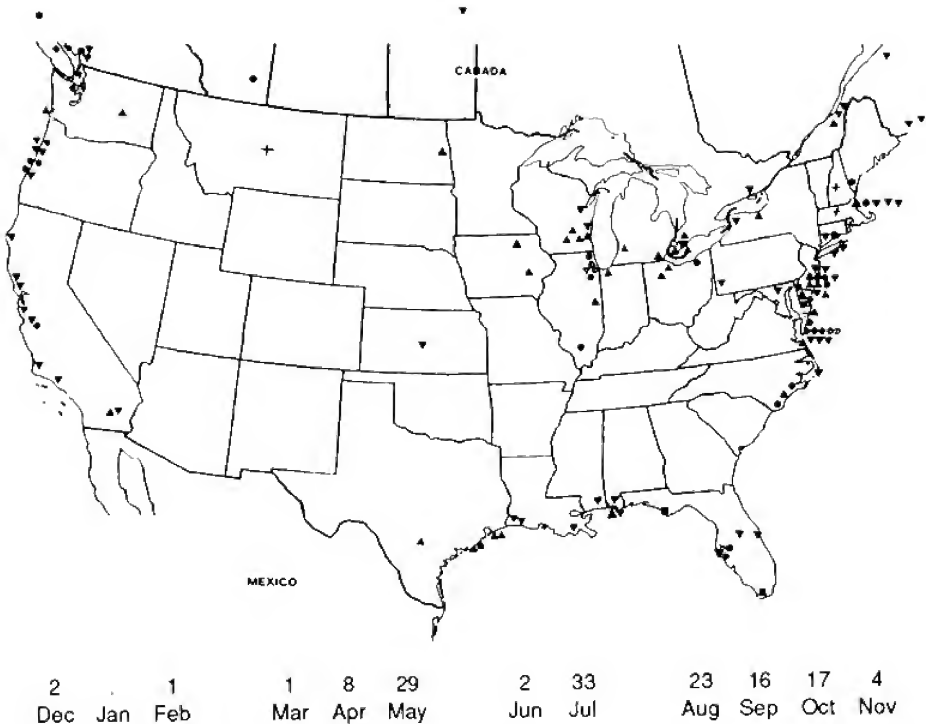 CANADA
MEXICO
2 . 1 1 8 29 2 33 23 16 17 4
Dec Jan Feb Mar Apr May Jun Jul Aug Sep Oct Nov